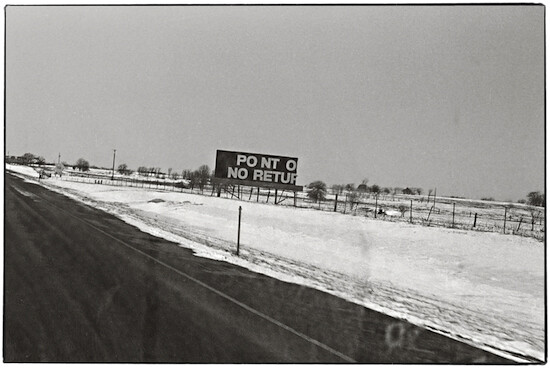 PO NT O
NO RETUR